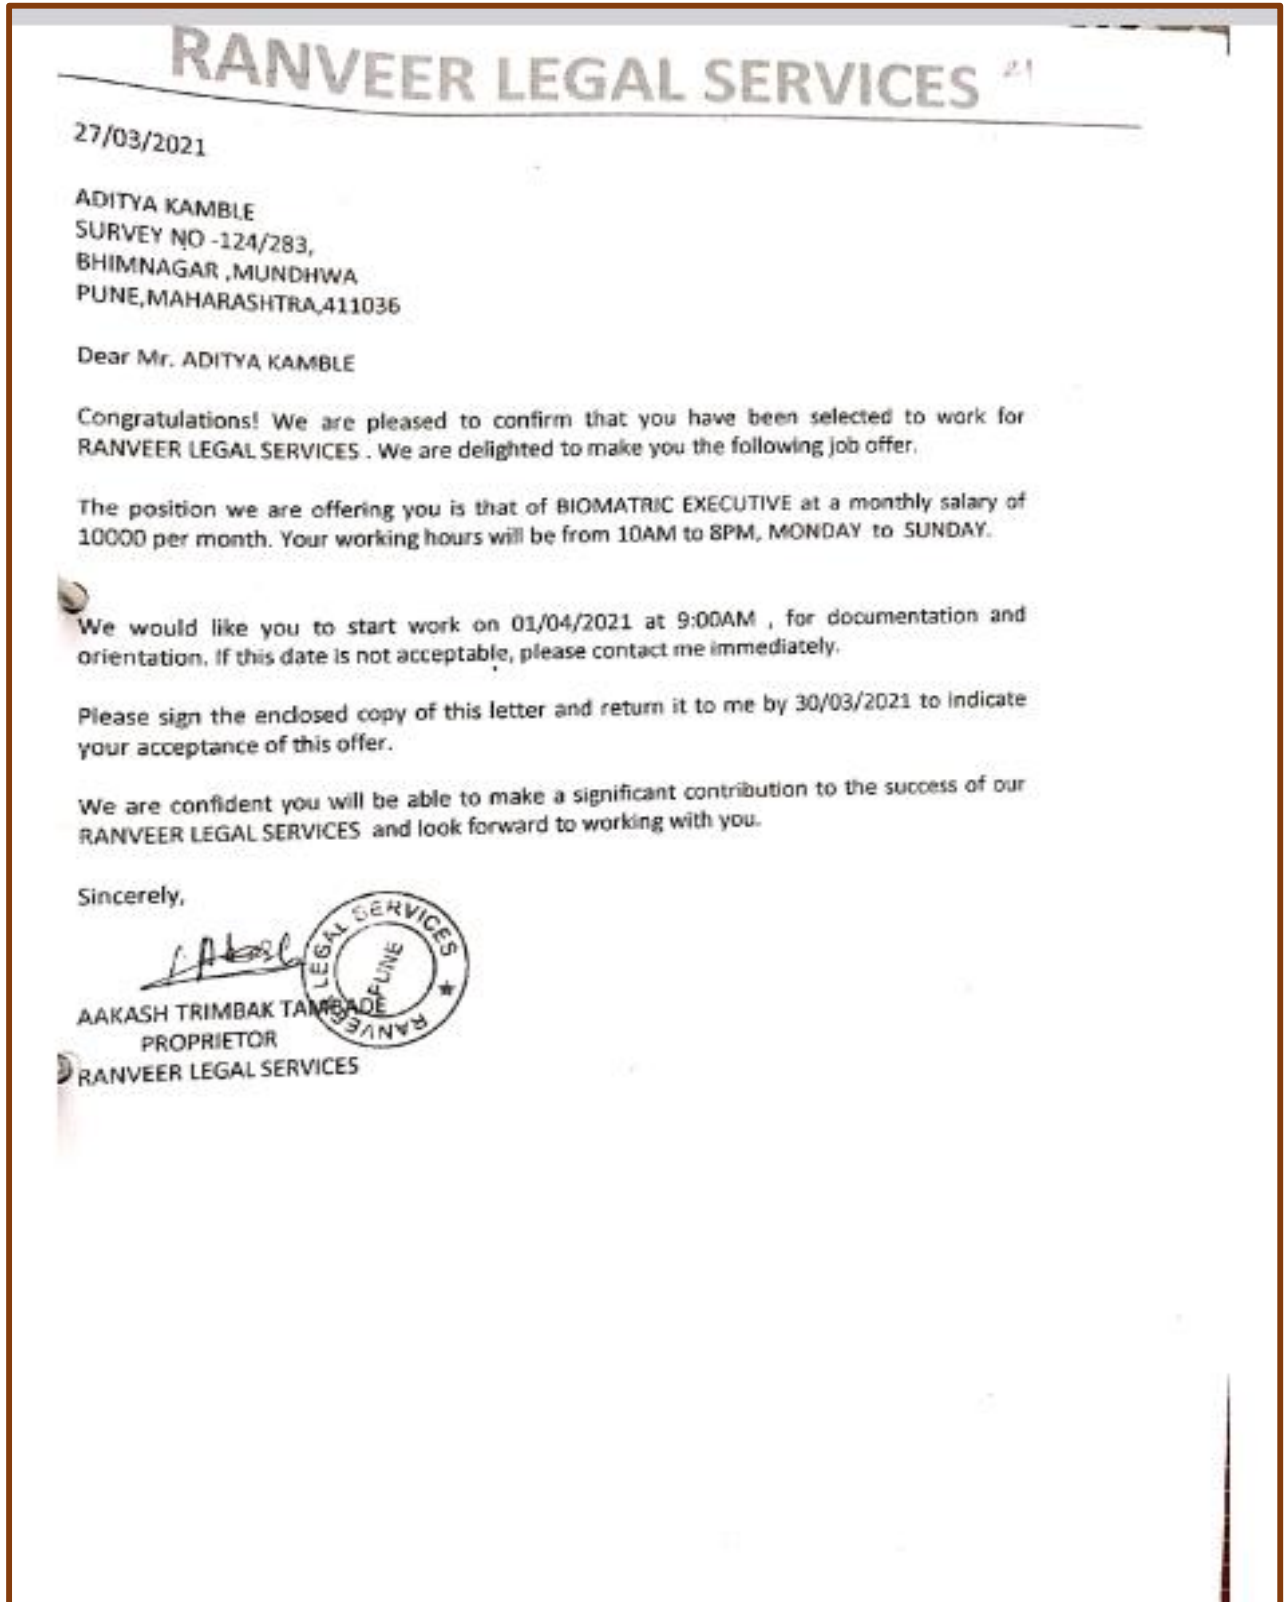 RANVEER LEGAL SERVICES 21
27/03/2021
ADITYA KAMBLE
SURVEY NO -124/283,
BHIMNAGAR ,MUNDHWA
PUNE,MAHARASHTRA,411036
Dear Mr. ADITYA KAMBLE
Congratulations! We are pleased to confirm that you have been selected to work for
RANVEER LEGAL SERVICES . We are delighted to make you the following job offer.
The position we are offering you is that of BIOMATRIC EXECUTIVE at a monthly salary of
10000 per month. Your working hours will be from 10AM to 8PM, MONDAY to SUNDAY.
We would like you to start work on 01/04/2021 at 9:00AM , for documentation and
orientation. If this date is not acceptable, please contact me immediately.
Please sign the enclosed copy of this letter and return it to me by 30/03/2021 to indicate
your acceptance of this offer.
We are confident you will be able to make a significant contribution to the success of our
RANVEER LEGAL SERVICES and look forward to working with you.
Sincerely,
RANVEER LEGAL SERVICES ★
PUNE
AAKASH TRIMBAK TAMBADE
PROPRIETOR
RANVEER LEGAL SERVICES